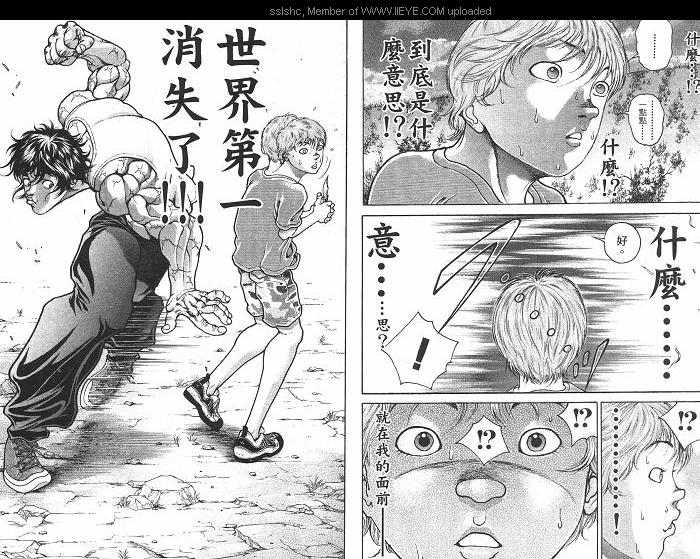 sslshc, Member of WWW.IIEYE.COM uploaded
什麼!?
………
………一點點……
什麼!?
到底是什
麼意思!?
什麼……
好。
意……思?
!
!?
……!
!?
!?
就在我的面前
世界第一
消失了!!!